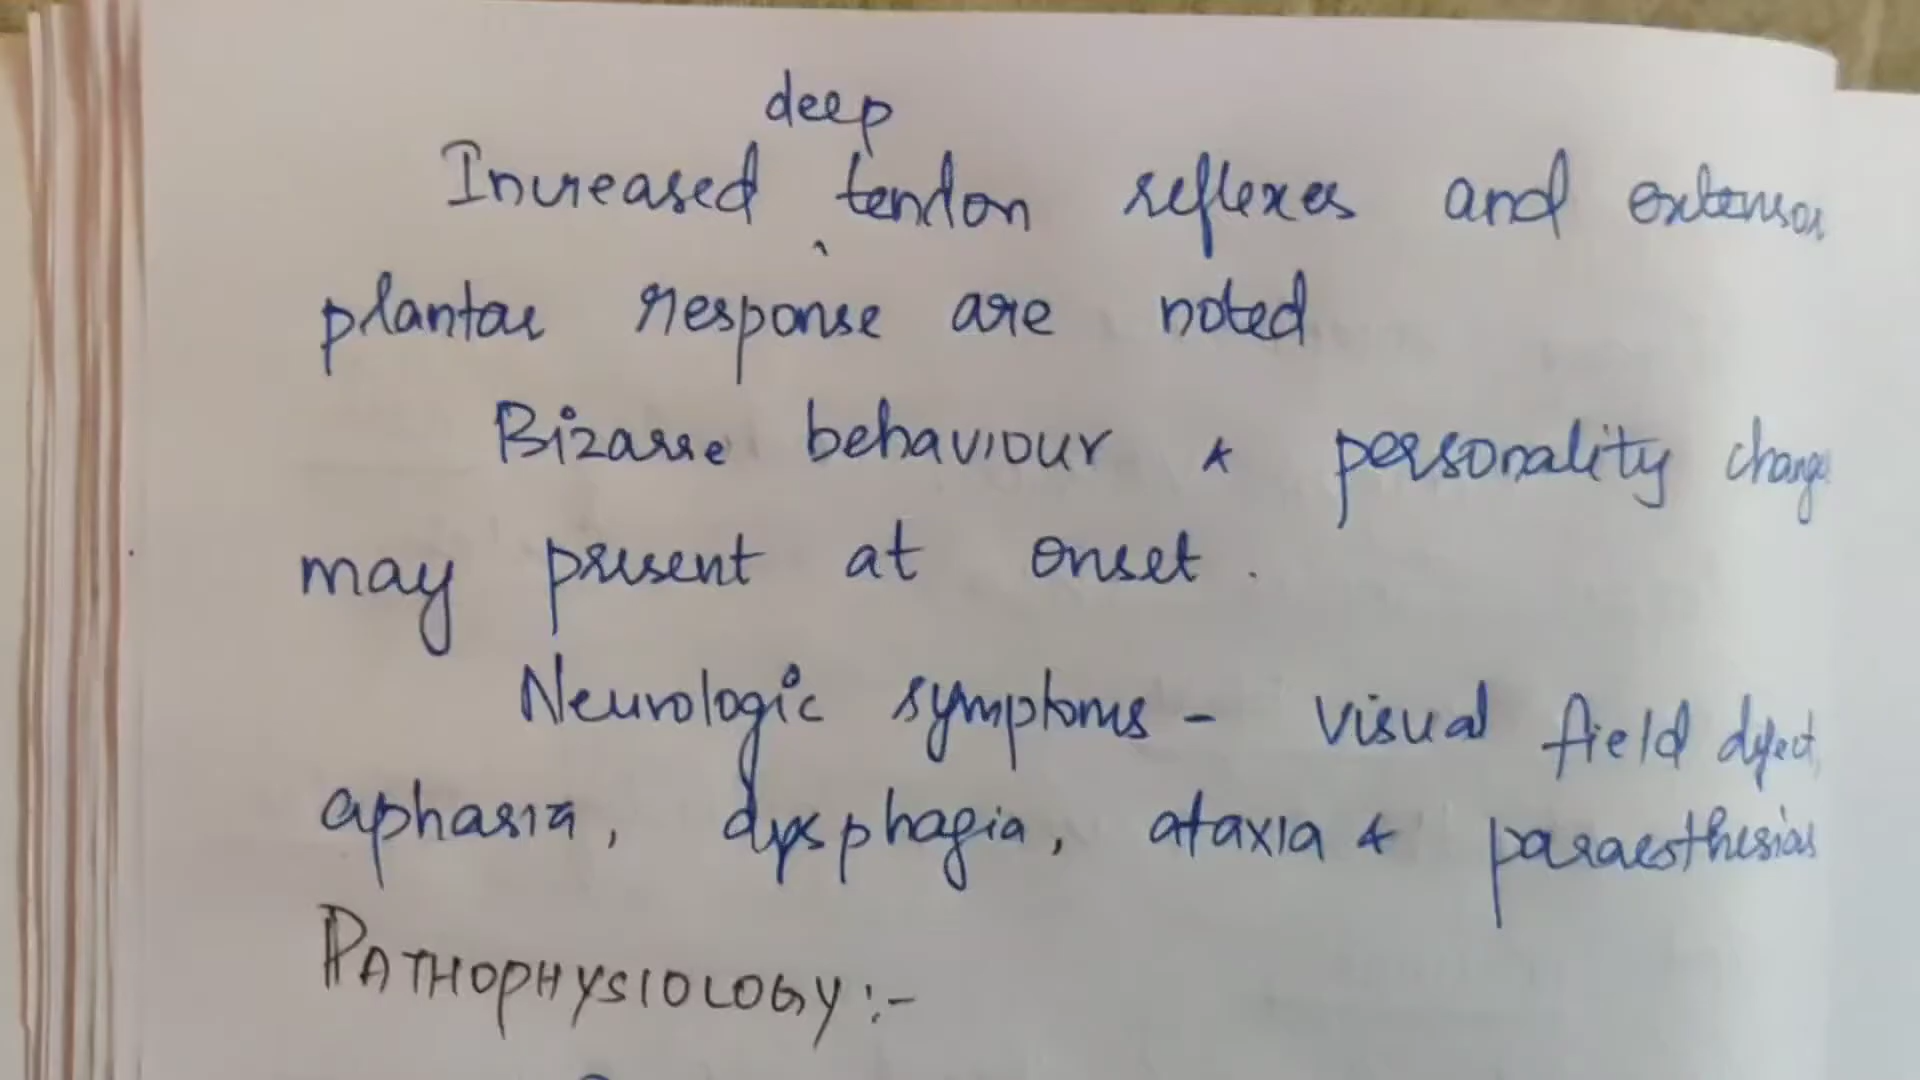 deep
Increased tendon reflexes and extensor
plantar response are noted
Bizarre behaviour & personality change
may present at onset.
Neurologic symptoms - visual field defect,
aphasia, dysphagia, ataxia & paraesthesias
PATHOPHYSIOLOGY :-